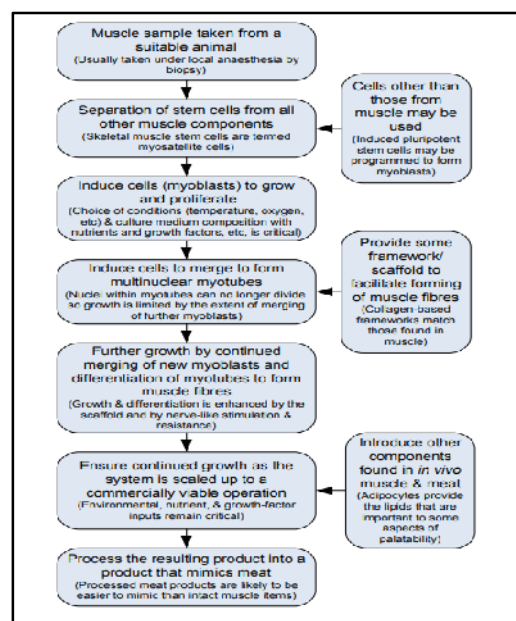 Muscle sample taken from a
suitable animal
(Usually taken under local anaesthesia by
biopsy)
Separation of stem cells from all
other muscle components
(Skeletal muscle stem cells are termed
myosatellite cells)
Cells other than
those from
muscle may be
used
(Induced pluripotent
stem cells may be
programmed to form
myoblasts)
Induce cells (myoblasts) to grow
and proliferate
(Choice of conditions (temperature, oxygen,
etc) & culture medium composition with
nutrients and growth factors, etc, is critical)
Induce cells to merge to form
multinuclear myotubes
(Nuclei within myotubes can no longer divide
so growth is limited by the extent of merging
of further myoblasts)
Provide some
framework/
scaffold to
facilitate forming
of muscle fibres
(Collagen-based
frameworks match
those found in
muscle)
Further growth by continued
merging of new myoblasts and
differentiation of myotubes to form
muscle fibres
(Growth & differentiation is enhanced by the
scaffold and by nerve-like stimulation &
resistance)
Ensure continued growth as the
system is scaled up to a
commercially viable operation
(Environmental, nutrient, & growth-factor
inputs remain critical)
Introduce other
components
found in in vivo
muscle & meat
(Adipocytes provide
the lipids that are
important to some
aspects of
palatability)
Process the resulting product into a
product that mimics meat
(Processed meat products are likely to be
easier to mimic than intact muscle items)